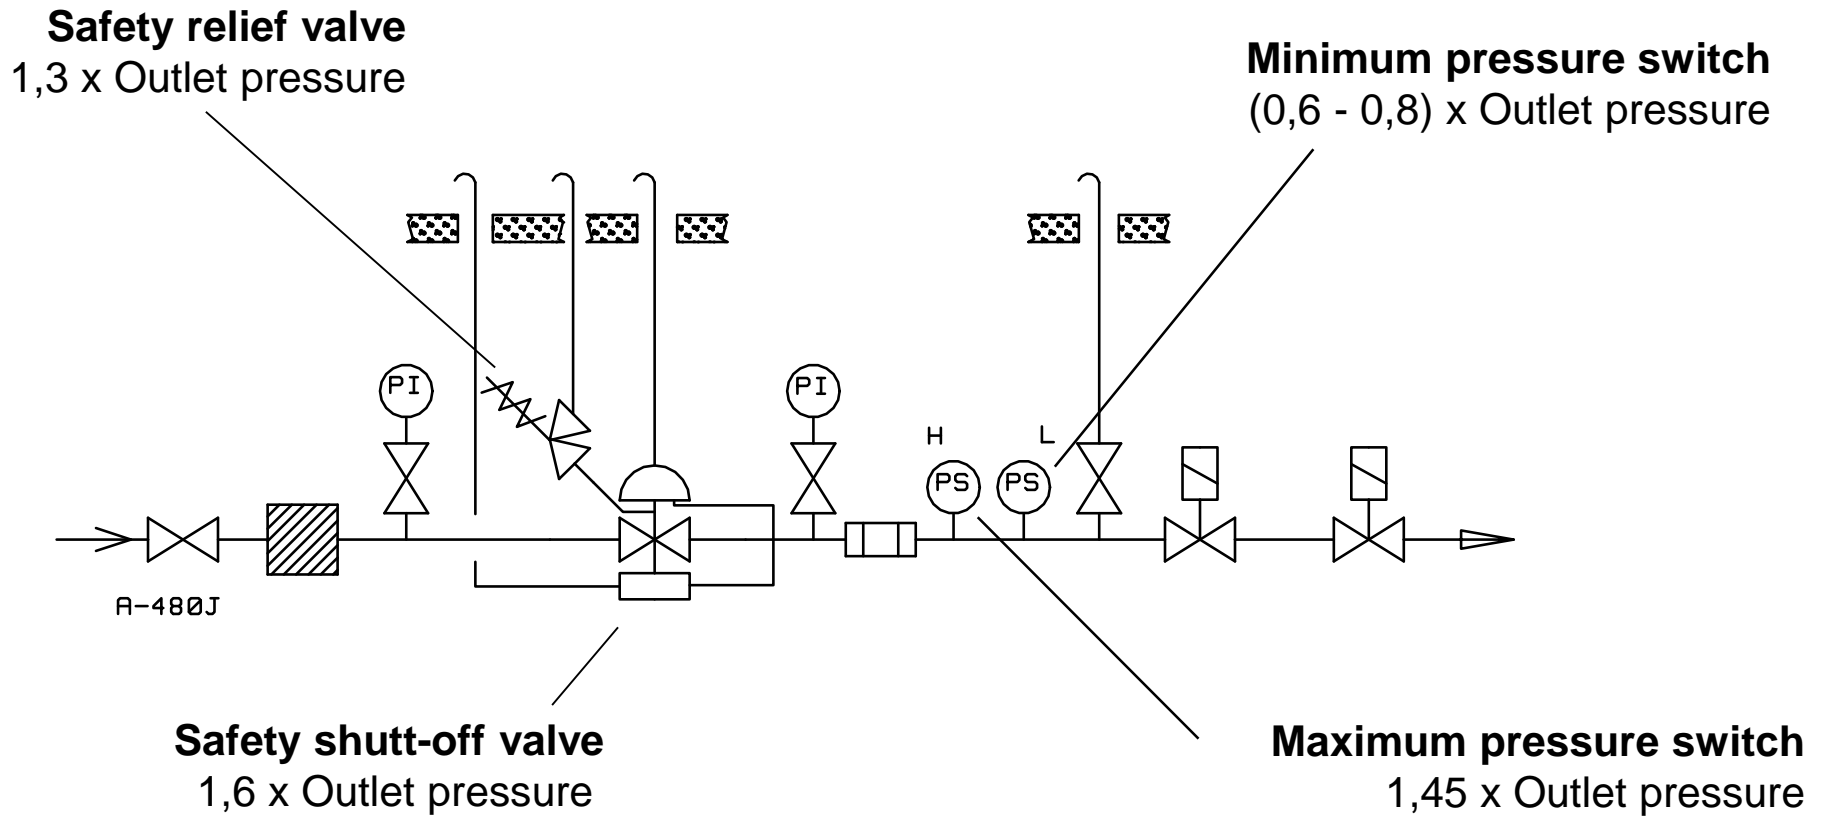 Safety relief valve
1,3 x Outlet pressure
Minimum pressure switch
(0,6 - 0,8) x Outlet pressure
PI
PI
H
L
PS
PS
A-480J
Safety shutt-off valve
1,6 x Outlet pressure
Maximum pressure switch
1,45 x Outlet pressure